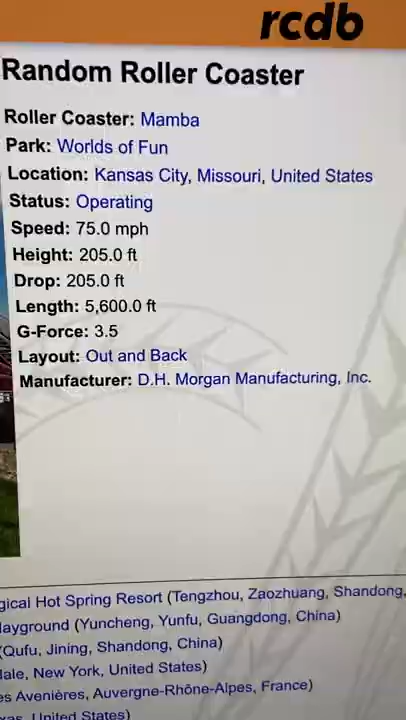 rcdb
Random Roller Coaster
Roller Coaster: Mamba
Park: Worlds of Fun
Location: Kansas City, Missouri, United States
Status: Operating
Speed: 75.0 mph
Height: 205.0 ft
Drop: 205.0 ft
Length: 5,600.0 ft
G-Force: 3.5
Layout: Out and Back
Manufacturer: D.H. Morgan Manufacturing, Inc.
gical Hot Spring Resort (Tengzhou, Zaozhuang, Shandong,
layground (Yuncheng, Yunfu, Guangdong, China)
(Qufu, Jining, Shandong, China)
dale, New York, United States)
es Avenières, Auvergne-Rhône-Alpes, France)
xas, United States)